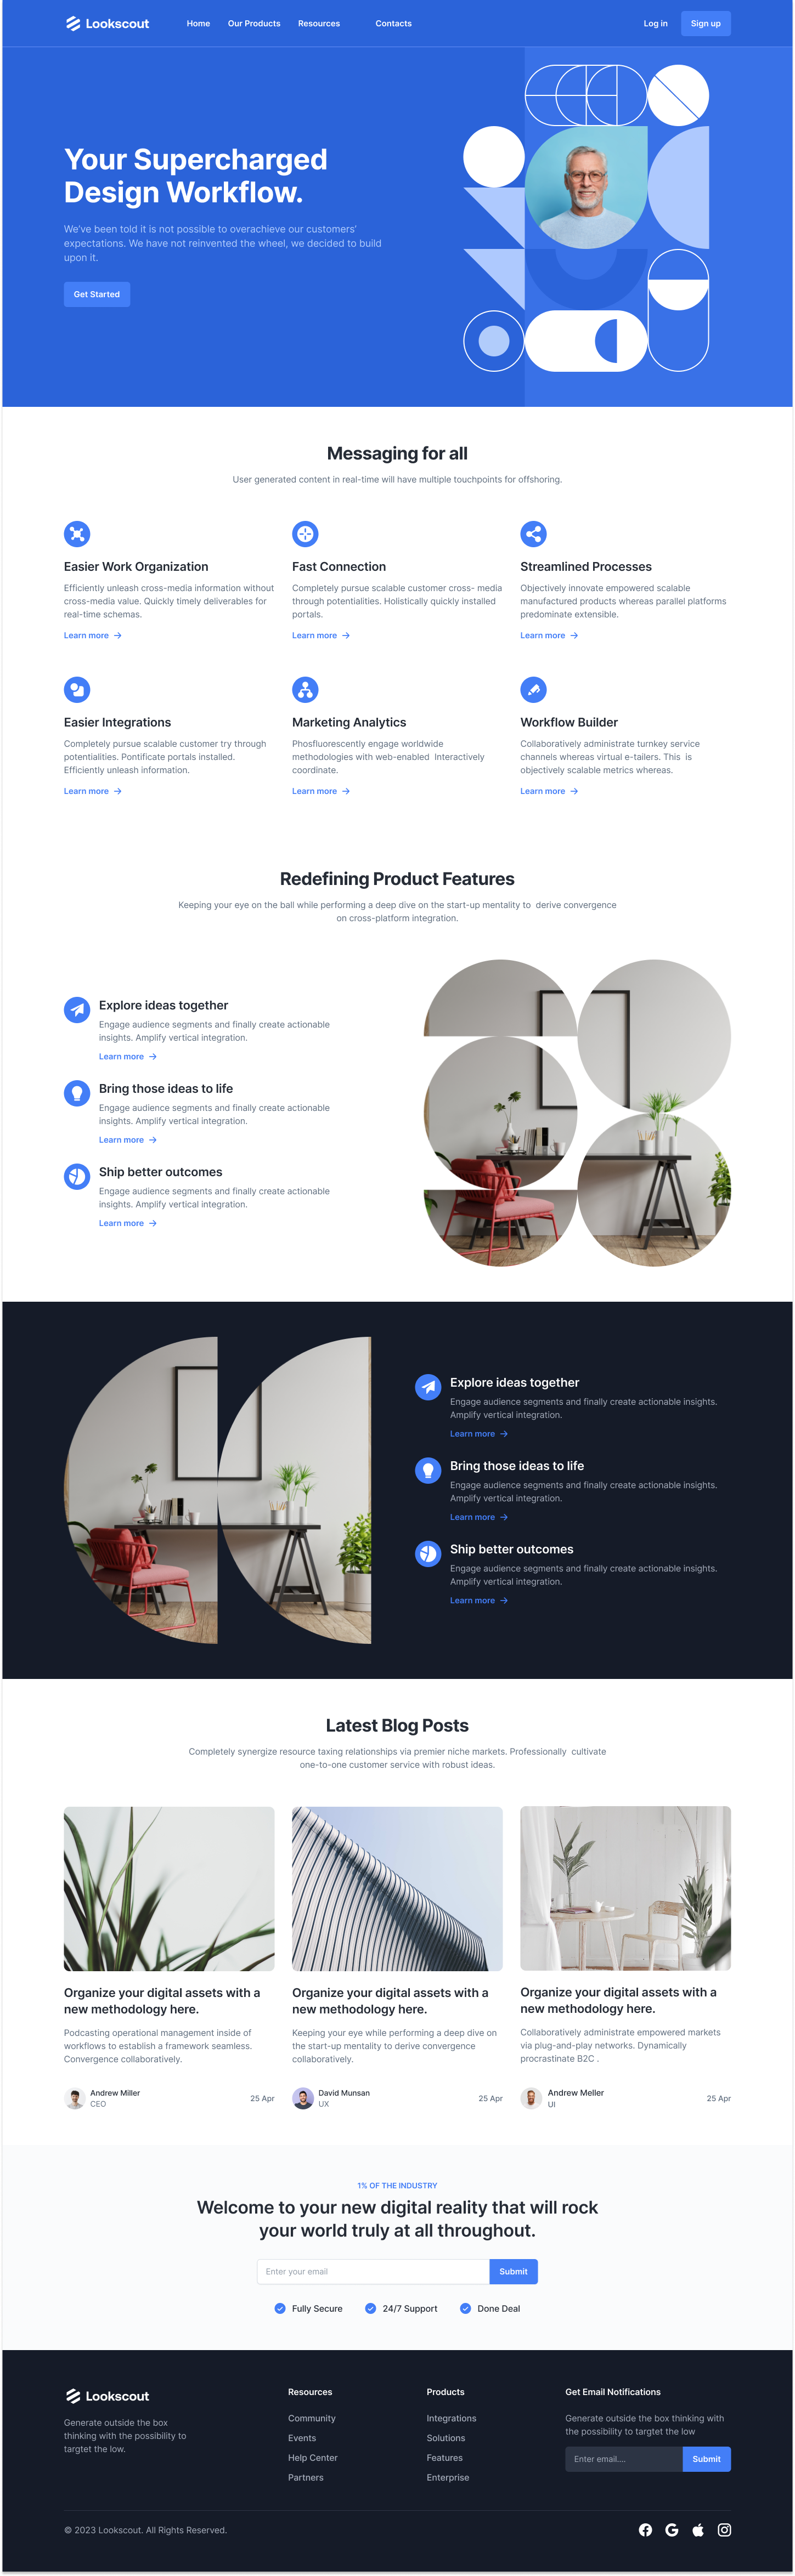 Lookscout
Home
Our Products
Resources
Contacts
Log in
Sign up
Your Supercharged
Design Workflow.
We've been told it is not possible to overachieve our customers'
expectations. We have not reinvented the wheel, we decided to build
upon it.
Get Started
Messaging for all
User generated content in real-time will have multiple touchpoints for offshoring.
Easier Work Organization
Efficiently unleash cross-media information without
cross-media value. Quickly timely deliverables for
real-time schemas.
Learn more
Fast Connection
Completely pursue scalable customer cross- media
through potentialities. Holistically quickly installed
portals.
Learn more
Streamlined Processes
Objectively innovate empowered scalable
manufactured products whereas parallel platforms
predominate extensible.
Learn more
Easier Integrations
Completely pursue scalable customer try through
potentialities. Pontificate portals installed.
Efficiently unleash information.
Learn more
Marketing Analytics
Phosfluorescently engage worldwide
methodologies with web-enabled  Interactively
coordinate.
Learn more
Workflow Builder
Collaboratively administrate turnkey service
channels whereas virtual e-tailers. This  is
objectively scalable metrics whereas.
Learn more
Redefining Product Features
Keeping your eye on the ball while performing a deep dive on the start-up mentality to  derive convergence
on cross-platform integration.
Explore ideas together
Engage audience segments and finally create actionable
insights. Amplify vertical integration.
Learn more
Bring those ideas to life
Engage audience segments and finally create actionable
insights. Amplify vertical integration.
Learn more
Ship better outcomes
Engage audience segments and finally create actionable
insights. Amplify vertical integration.
Learn more
Explore ideas together
Engage audience segments and finally create actionable insights.
Amplify vertical integration.
Learn more
Bring those ideas to life
Engage audience segments and finally create actionable insights.
Amplify vertical integration.
Learn more
Ship better outcomes
Engage audience segments and finally create actionable insights.
Amplify vertical integration.
Learn more
Latest Blog Posts
Completely synergize resource taxing relationships via premier niche markets. Professionally  cultivate
one-to-one customer service with robust ideas.
Organize your digital assets with a
new methodology here.
Podcasting operational management inside of
workflows to establish a framework seamless.
Convergence collaboratively.
Andrew Miller
CEO
25 Apr
Organize your digital assets with a
new methodology here.
Keeping your eye while performing a deep dive on
the start-up mentality to derive convergence
collaboratively.
David Munsan
UX
25 Apr
Organize your digital assets with a
new methodology here.
Collaboratively administrate empowered markets
via plug-and-play networks. Dynamically
procrastinate B2C .
Andrew Meller
UI
25 Apr
1% OF THE INDUSTRY
Welcome to your new digital reality that will rock
your world truly at all throughout.
Enter your email
Submit
Fully Secure
24/7 Support
Done Deal
Lookscout
Generate outside the box
thinking with the possibility to
targtet the low.
Resources
Community
Events
Help Center
Partners
Products
Integrations
Solutions
Features
Enterprise
Get Email Notifications
Generate outside the box thinking with
the possibility to targtet the low
Enter email....
Submit
© 2023 Lookscout. All Rights Reserved.